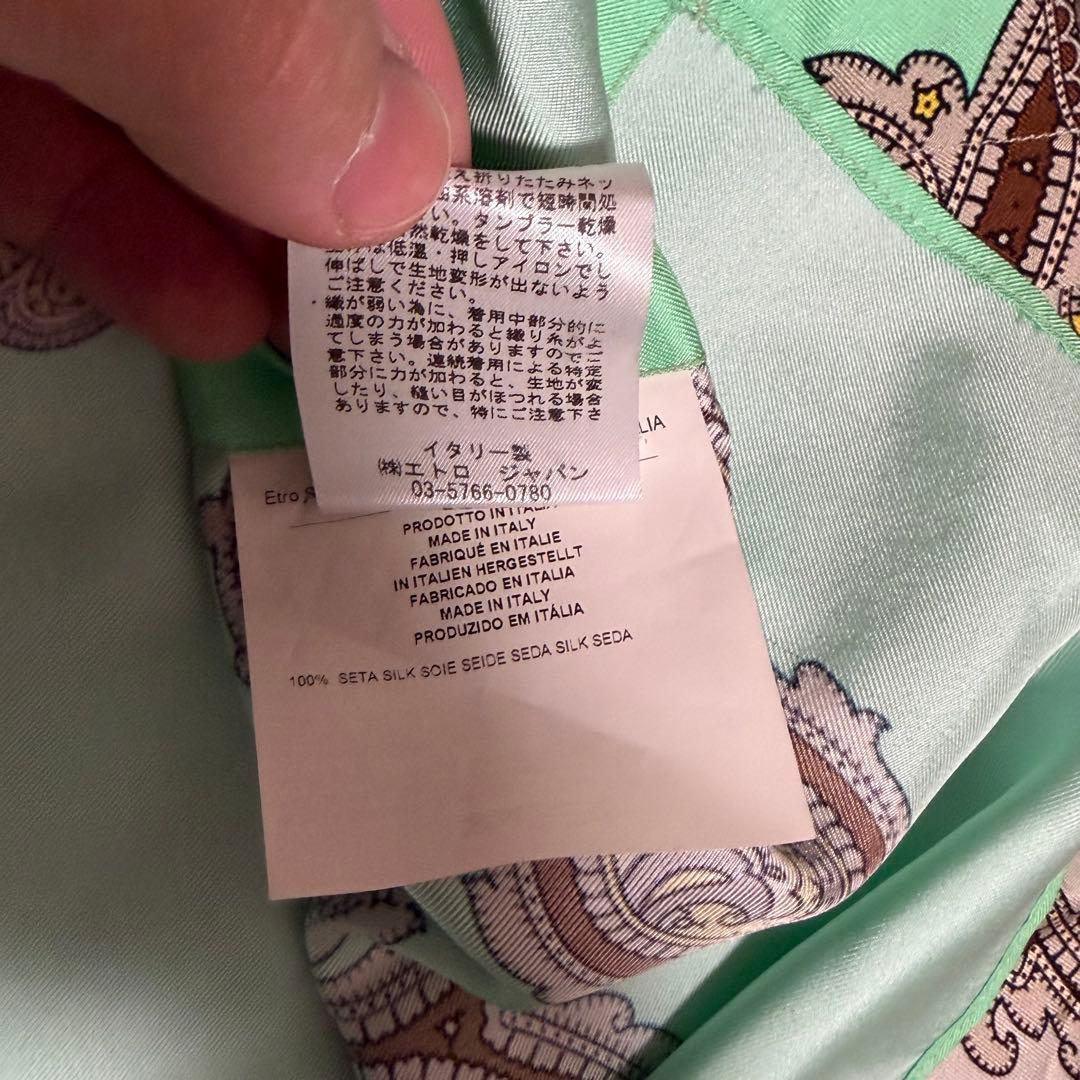 え折りたたみネッ
系溶剤で短時間処
い。タンブラー乾燥
然乾燥をして下さい。
は低温・押しアイロンでし
伸ばしで生地変形が出ないよう
ご注意ください。
織が弱い為に、着用中部分的に
過度の力が加わると織り糸がよ
てしまう場合がありますのでご
意下さい。連続着用による特定
部分に力が加わると、生地が変
したり、縫い目がほつれる場合
ありますので、特にご注意下さ
イタリー製
㈱エトロ ジャパン
03-5766-0780
LIA
Etro
PRODOTTO IN ITALIA
MADE IN ITALY
FABRIQUÉ EN ITALIE
IN ITALIEN HERGESTELLT
FABRICADO EN ITALIA
MADE IN ITALY
PRODUZIDO EM ITÁLIA
100% SETA SILK SOIE SEIDE SEDA SILK SEDA